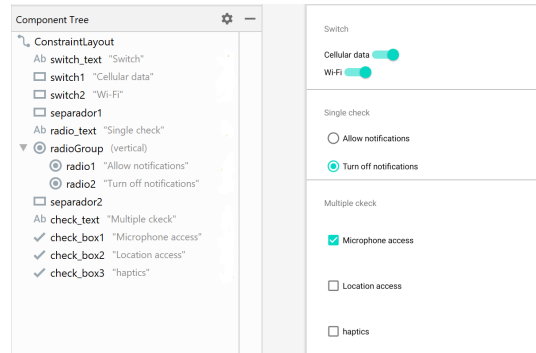 Component Tree
ConstraintLayout
Ab switch_text "Switch"
switch1 "Cellular data"
switch2 "Wi-Fi"
separador1
Ab radio_text "Single check"
radioGroup (vertical)
radio1 "Allow notifications"
radio2 "Turn off notifications"
separador2
Ab check_text "Multiple ckeck"
check_box1 "Microphone access"
check_box2 "Location access"
check_box3 "haptics"
Switch
Cellular data
Wi-Fi
Single check
Allow notifications
Turn off notifications
Multiple ckeck
Microphone access
Location access
haptics